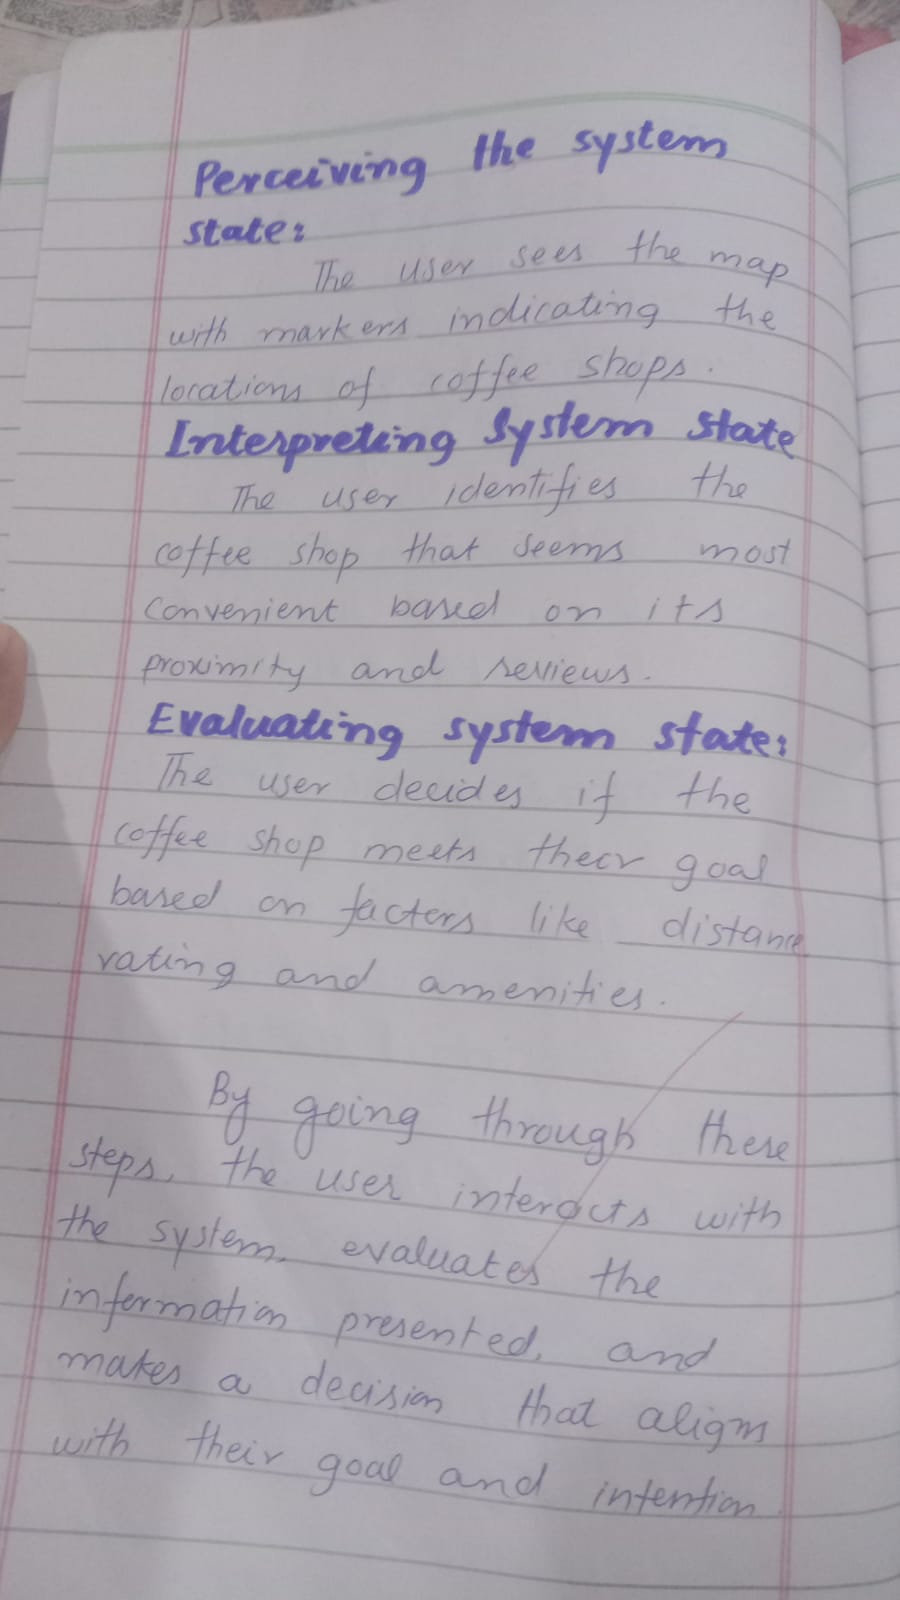 Perceiving the system
state:
The user sees the map
with markers indicating the
locations of coffee shops.
Interpreting System state
The user identifies the
coffee shop that seems most
convenient based on its
proximity and reviews.
Evaluating system state:
The user decides if the
coffee shop meets their goal
based on factors like distance
rating and amenities.
By going through these
steps, the user interacts with
the system, evaluates the
information presented, and
makes a decision that aligns
with their goal and intention